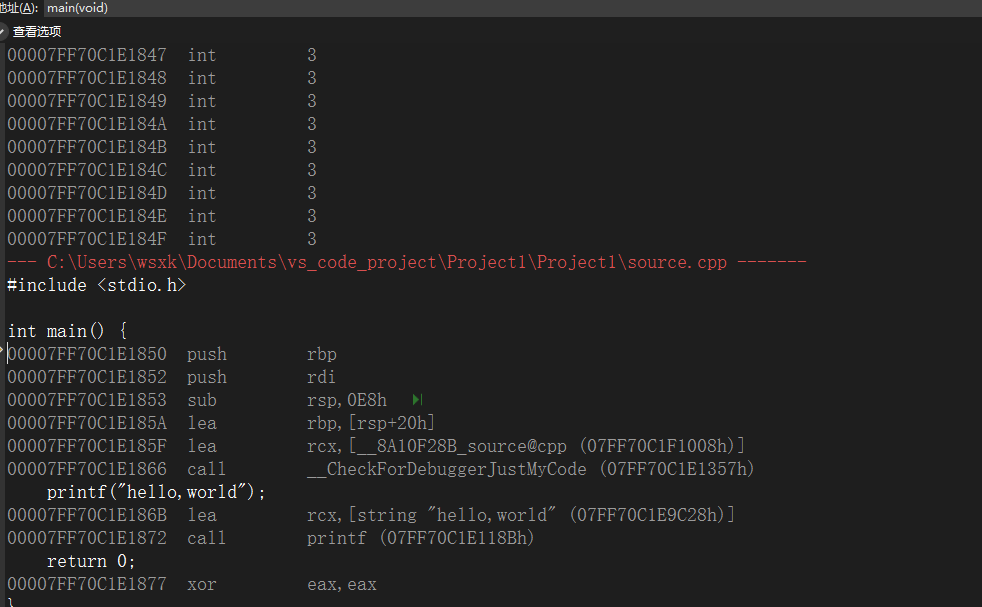 地址(A): main(void)
查看选项
00007FF70C1E1847 int 3
00007FF70C1E1848 int 3
00007FF70C1E1849 int 3
00007FF70C1E184A int 3
00007FF70C1E184B int 3
00007FF70C1E184C int 3
00007FF70C1E184D int 3
00007FF70C1E184E int 3
00007FF70C1E184F int 3
--- C:\Users\wsxk\Documents\vs_code_project\Project1\Project1\source.cpp -------
#include <stdio.h>
int main() {
00007FF70C1E1850 push rbp
00007FF70C1E1852 push rdi
00007FF70C1E1853 sub rsp,0E8h
00007FF70C1E185A lea rbp,[rsp+20h]
00007FF70C1E185F lea rcx,[__8A10F28B_source@cpp (07FF70C1F1008h)]
00007FF70C1E1866 call __CheckForDebuggerJustMyCode (07FF70C1E1357h)
printf("hello,world");
00007FF70C1E186B lea rcx,[string "hello,world" (07FF70C1E9C28h)]
00007FF70C1E1872 call printf (07FF70C1E118Bh)
return 0;
00007FF70C1E1877 xor eax,eax
}